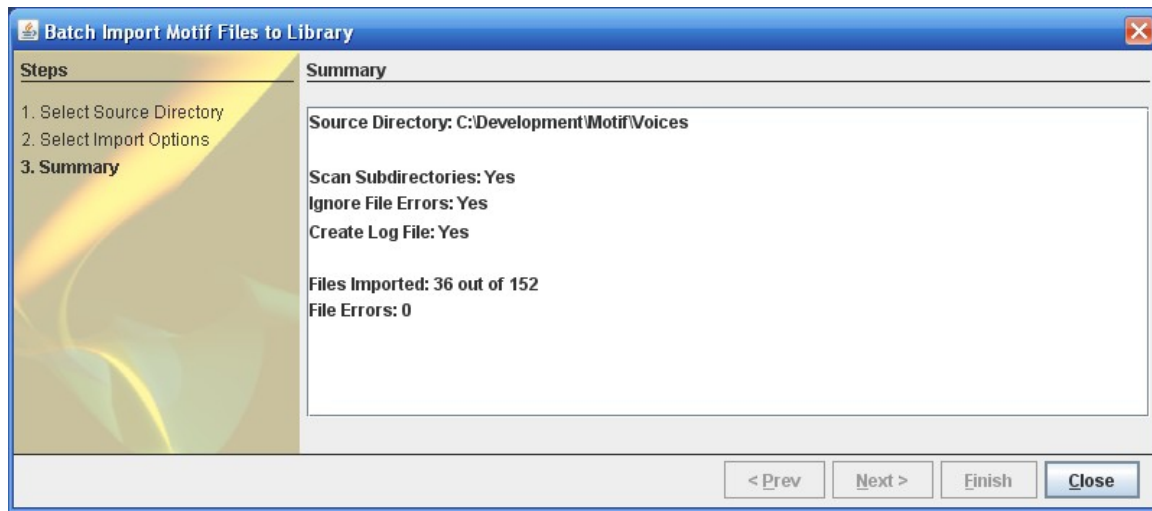 Batch Import Motif Files to Library
Steps
1. Select Source Directory
2. Select Import Options
3. Summary
Summary
Source Directory: C:\Development\Motif\Voices
Scan Subdirectories: Yes
Ignore File Errors: Yes
Create Log File: Yes
Files Imported: 36 out of 152
File Errors: 0
< Prev
Next >
Finish
Close